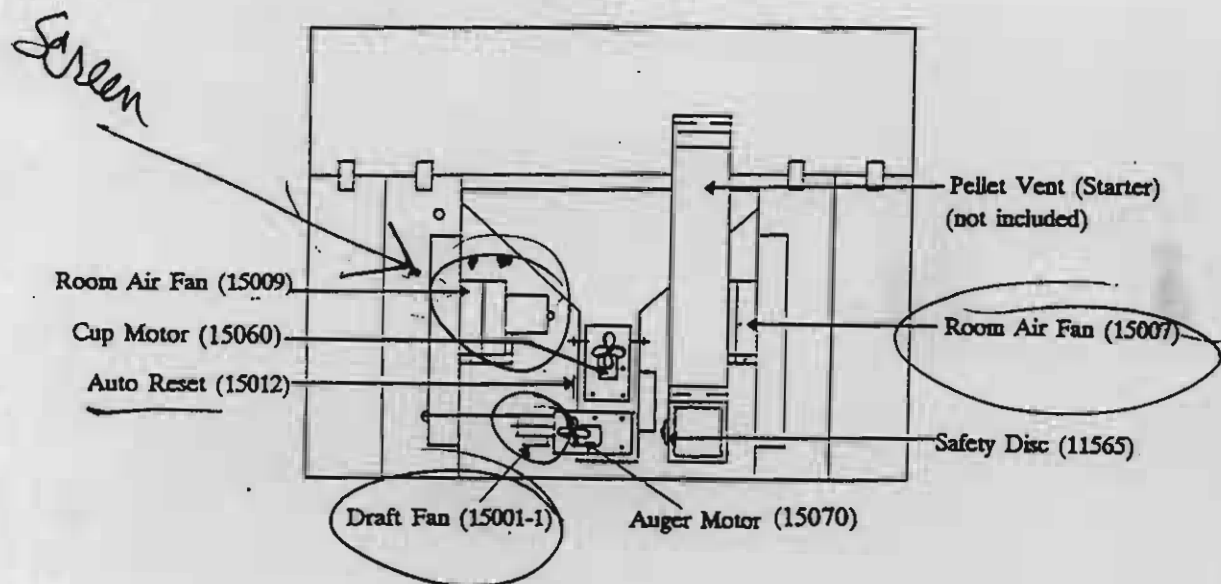 Screen
Pellet Vent (Starter)
(not included)
Room Air Fan (15009)
Cup Motor (15060)
Room Air Fan (15007)
Auto Reset (15012)
Safety Disc (11565)
Draft Fan (15001-1)
Auger Motor (15070)